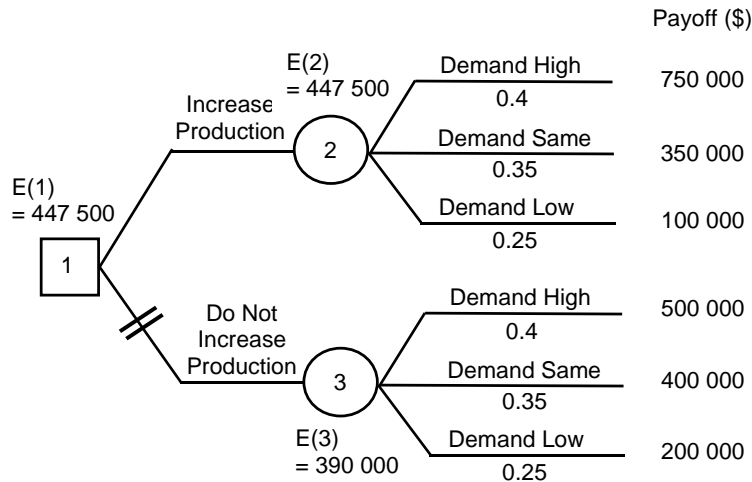 Payoff ($)
E(2)
= 447 500
Demand High
750 000
0.4
Increase
Production
2
Demand Same
350 000
0.35
E(1)
= 447 500
Demand Low
100 000
0.25
1
Demand High
500 000
0.4
Do Not
Increase
Production
3
Demand Same
400 000
0.35
E(3)
= 390 000
Demand Low
200 000
0.25